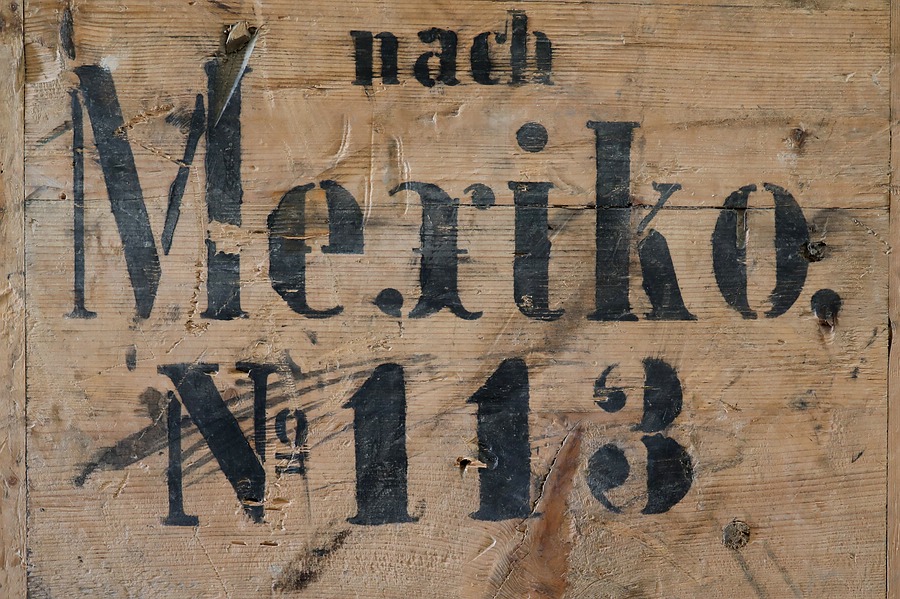 nach
Mexiko.
Nº 113